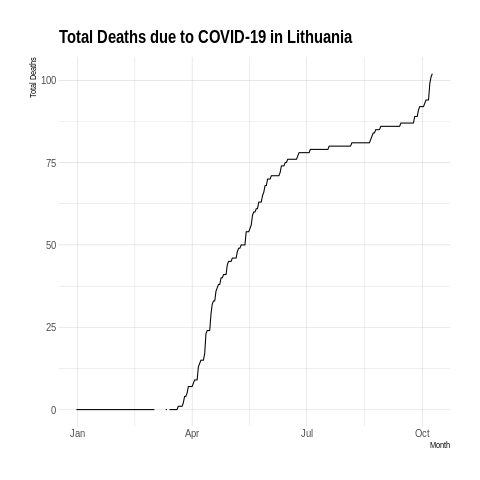 Total Deaths due to COVID-19 in Lithuania
Total Deaths
100
75
50
25
0
Jan Apr Jul Oct
Month